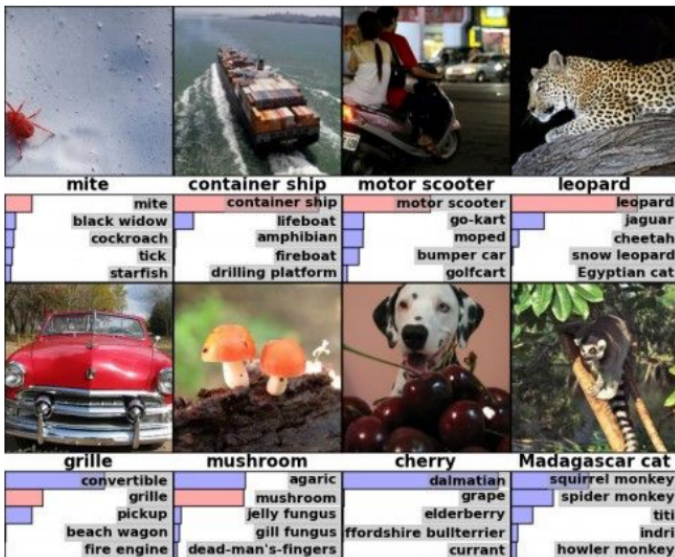 mite
container ship
motor scooter
leopard
mite
black widow
cockroach
tick
starfish
container ship
lifeboat
amphibian
fireboat
drilling platform
motor scooter
go-kart
moped
bumper car
golfcart
leopard
jaguar
cheetah
snow leopard
Egyptian cat
grille
mushroom
cherry
Madagascar cat
convertible
grille
pickup
beach wagon
fire engine
agaric
mushroom
jelly fungus
gill fungus
dead-man's-fingers
dalmatian
grape
elderberry
ffordshire bullterrier
currant
squirrel monkey
spider monkey
titi
indri
howler monkey